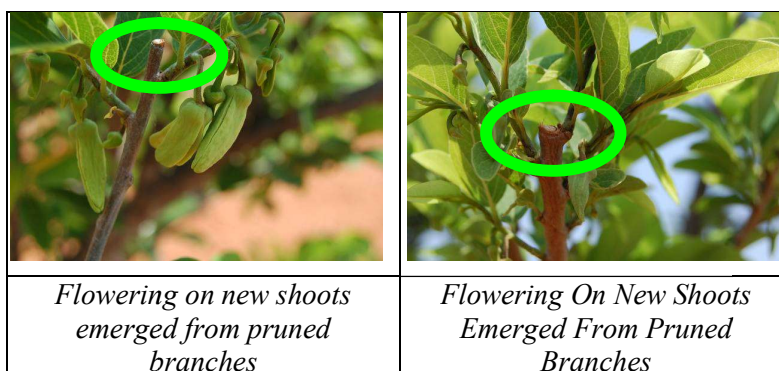 Flowering on new shoots
emerged from pruned
branches
Flowering On New Shoots
Emerged From Pruned
Branches